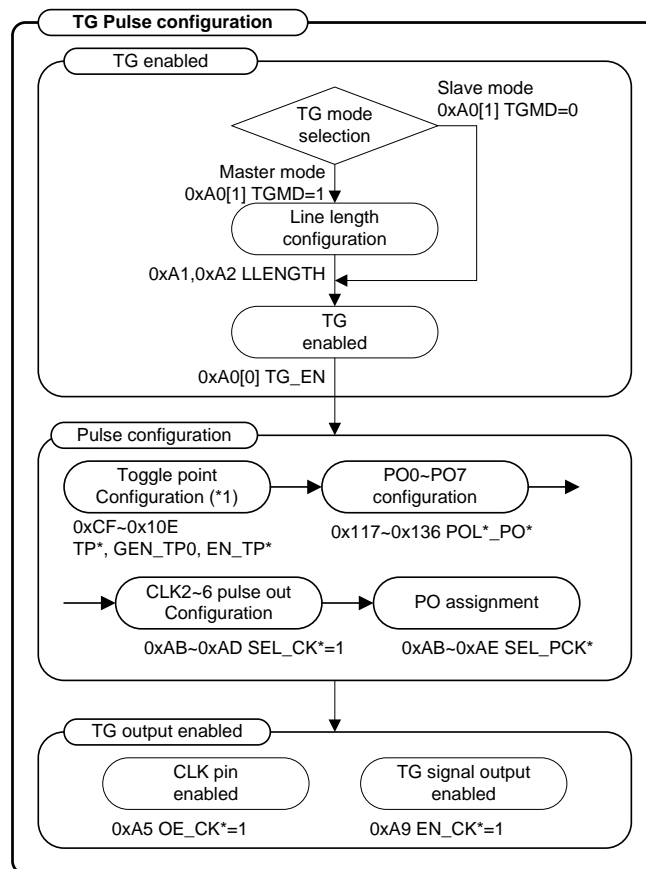 TG Pulse configuration
TG enabled
Slave mode
0xA0[1] TGMD=0
TG mode
selection
Master mode
0xA0[1] TGMD=1
Line length
configuration
0xA1,0xA2 LLENGTH
TG
enabled
0xA0[0] TG_EN
Pulse configuration
Toggle point
Configuration (*1)
0xCF~0x10E
TP*, GEN_TP0, EN_TP*
PO0~PO7
configuration
0x117~0x136 POL*_PO*
CLK2~6 pulse out
Configuration
0xAB~0xAD SEL_CK*=1
PO assignment
0xAB~0xAE SEL_PCK*
TG output enabled
CLK pin
enabled
0xA5 OE_CK*=1
TG signal output
enabled
0xA9 EN_CK*=1